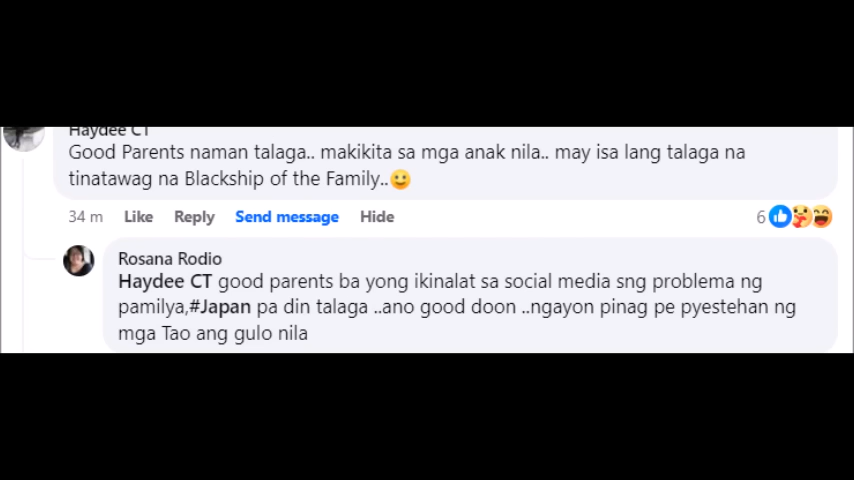 Haydee CT
Good Parents naman talaga.. makikita sa mga anak nila.. may isa lang talaga na
tinatawag na Blackship of the Family..🙂
34 m Like Reply Send message Hide 6
Rosana Rodio
Haydee CT good parents ba yong ikinalat sa social media sng problema ng
pamilya,#Japan pa din talaga ..ano good doon ..ngayon pinag pe pyestehan ng
mga Tao ang gulo nila